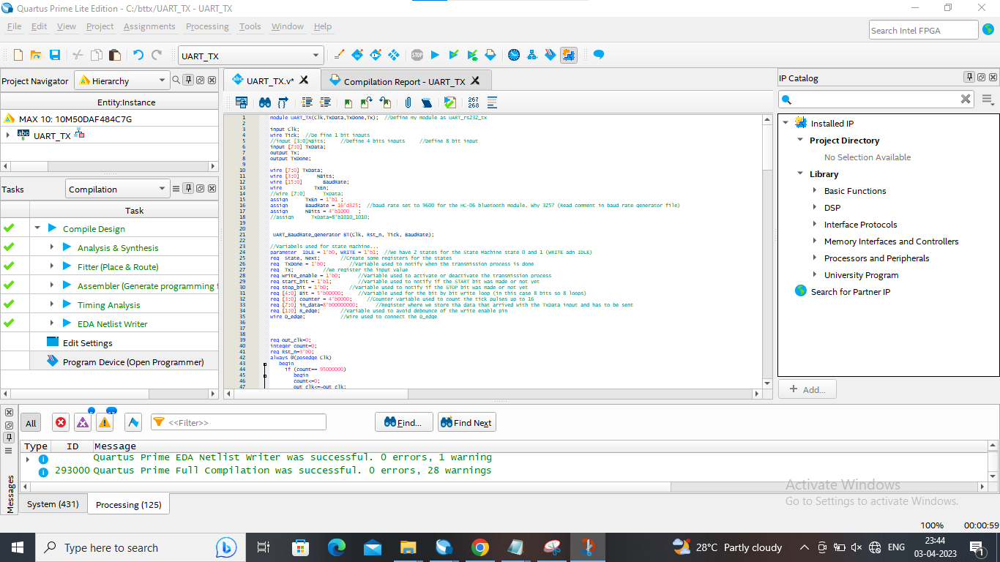 Quartus Prime Lite Edition - C:/bttx/UART_TX - UART_TX
File Edit View Project Assignments Processing Tools Window Help
Search Intel FPGA
UART_TX
Project Navigator Hierarchy
Entity:Instance
MAX 10: 10M50DAF484C7G
UART_TX
Tasks Compilation
Task
Compile Design
Analysis & Synthesis
Fitter (Place & Route)
Assembler (Generate programming f
Timing Analysis
EDA Netlist Writer
Edit Settings
Program Device (Open Programmer)
UART_TX.v* Compilation Report - UART_TX
267
268
1 module UART_TX(Clk,TxData,TxDone,Tx); //Define my module as UART_rs232_tx
2
3 input Clk;
4 wire Tick; //De fine 1 bit inputs
5 //input [3:0]NBits; //Define 4 bits inputs //Define 8 bit input
6 input [7:0] TxData;
7 output Tx;
8 output TxDone;
9
10 wire [7:0] TxData;
11 wire [3:0] NBits;
12 wire [15:0] BaudRate;
13 wire TxEn;
14 //wire [7:0] TxData;
15 assign TxEn = 1'b1 ;
16 assign BaudRate = 16'd325; //baud rate set to 9600 for the HC-06 bluetooth module. Why 325? (Read comment in baud rate generator file)
17 assign NBits = 4'b1000 ;
18 //assign TxData=8'b1010_1010;
19
20
21 UART_BaudRate_generator BT(Clk, Rst_n, Tick, BaudRate);
22
23 //Variabels used for state machine...
24 parameter IDLE = 1'b0, WRITE = 1'b1; //We have 2 states for the State Machine state 0 and 1 (WRITE adn IDLE)
25 reg State, Next; //Create some registers for the states
26 reg TxDone = 1'b0; //Variable used to notify when the transmission process is done
27 reg Tx; //We register the input value
28 reg write_enable = 1'b0; //Variable used to activate or deactivate the transmission process
29 reg start_bit = 1'b1; //Variable used to notify if the START bit was made or not yet
30 reg stop_bit = 1'b0; //Variable used to notify if the STOP bit was made or not yet
31 reg [4:0] Bit = 5'b00000; //Variable used for the bit by bit write loop (in this case 8 bits so 8 loops)
32 reg [3:0] counter = 4'b0000; //Counter variable used to count the tick pulses up to 16
33 reg [7:0] in_data=8'b00000000; //Register where we store tha data that arrived with the TxData input and has to be sent
34 reg [1:0] R_edge; //Variable used to avoid debounce of the write enable pin
35 wire D_edge; //Wire used to connect the D_edge
36
37
38
39 reg out_clk=0;
40 integer count=0;
41 reg Rst_n=3'b0;
42 always @(posedge Clk)
43 begin
44 if (count== 95000000)
45 begin
46 count<=0;
47 out_clk<=~out_clk;
IP Catalog
Installed IP
Project Directory
No Selection Available
Library
Basic Functions
DSP
Interface Protocols
Memory Interfaces and Controllers
Processors and Peripherals
University Program
Search for Partner IP
Add...
All <<Filter>> Find... Find Next
Type ID Message
Quartus Prime EDA Netlist Writer was successful. 0 errors, 1 warning
293000 Quartus Prime Full Compilation was successful. 0 errors, 28 warnings
Messages
System (431) Processing (125)
Activate Windows
Go to Settings to activate Windows.
100% 00:00:59
Type here to search
28°C Partly cloudy
ENG
23:44
03-04-2023
1